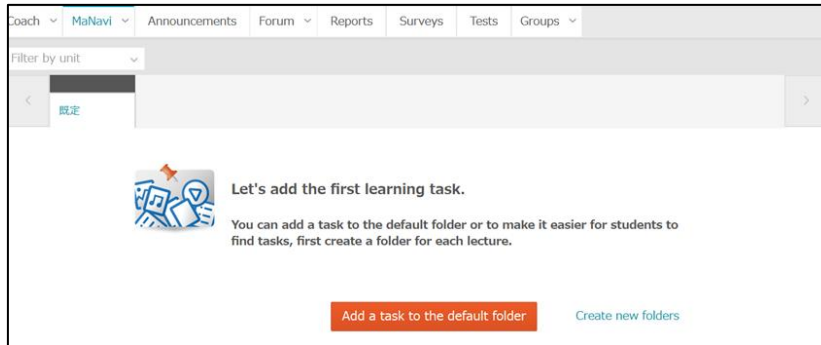 Coach MaNavi Announcements Forum Reports Surveys Tests Groups
Filter by unit
既定
Let's add the first learning task.
You can add a task to the default folder or to make it easier for students to
find tasks, first create a folder for each lecture.
Add a task to the default folder Create new folders